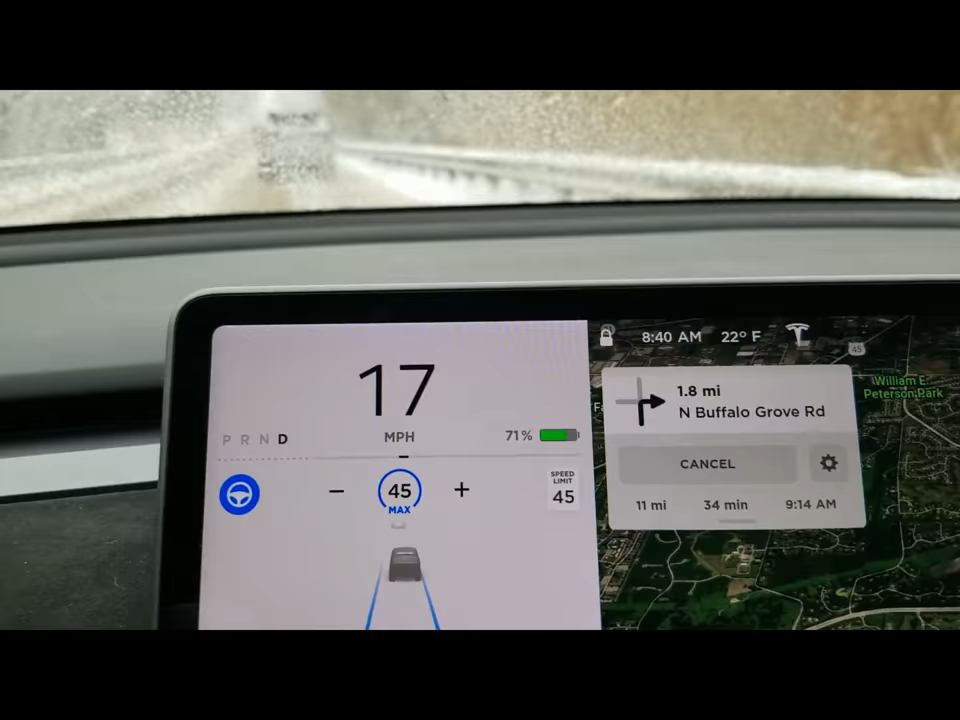 17
MPH
P R N D
71 %
−
45
MAX
+
SPEED
LIMIT
45
8:40 AM
22° F
45
1.8 mi
N Buffalo Grove Rd
CANCEL
11 mi
34 min
9:14 AM
William E.
Peterson Park